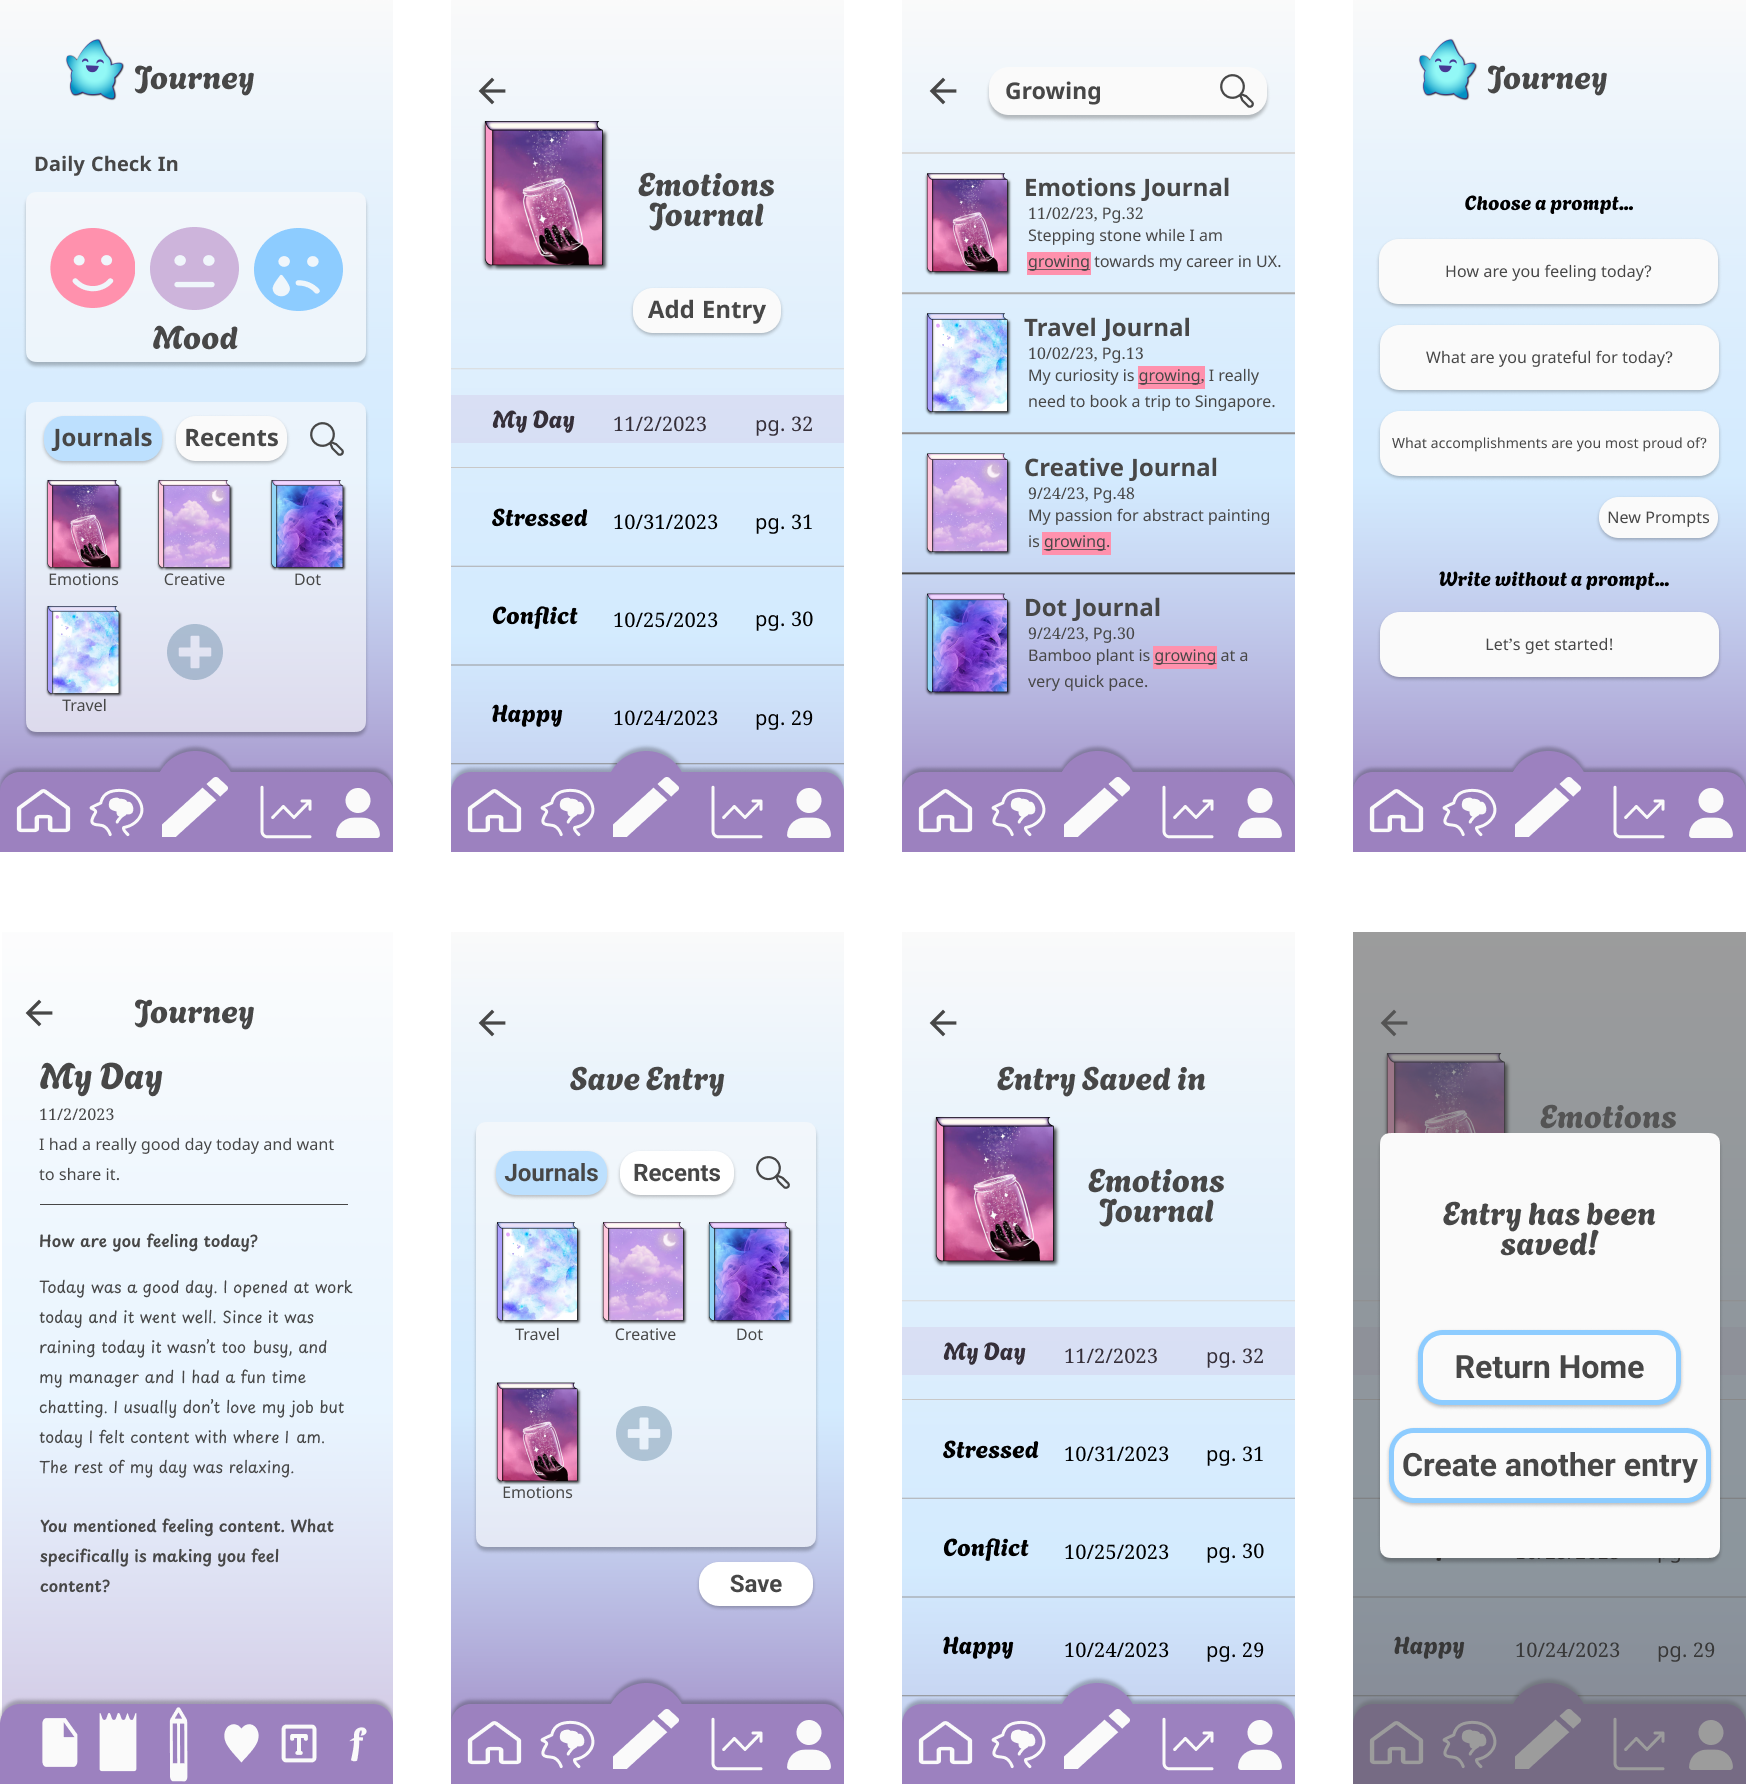 Journey
Daily Check In
Mood
Journals Recents
Emotions Creative Dot
Travel
Emotions
Journal
Add Entry
My Day 11/2/2023 pg. 32
Stressed 10/31/2023 pg. 31
Conflict 10/25/2023 pg. 30
Happy 10/24/2023 pg. 29
Growing
Emotions Journal
11/02/23, Pg.32
Stepping stone while I am
growing towards my career in UX.
Travel Journal
10/02/23, Pg.13
My curiosity is growing, I really
need to book a trip to Singapore.
Creative Journal
9/24/23, Pg.48
My passion for abstract painting
is growing.
Dot Journal
9/24/23, Pg.30
Bamboo plant is growing at a
very quick pace.
Journey
Choose a prompt...
How are you feeling today?
What are you grateful for today?
What accomplishments are you most proud of?
New Prompts
Write without a prompt...
Let's get started!
Journey
My Day
11/2/2023
I had a really good day today and want
to share it.
How are you feeling today?
Today was a good day. I opened at work
today and it went well. Since it was
raining today it wasn't too busy, and
my manager and I had a fun time
chatting. I usually don't love my job but
today I felt content with where I am.
The rest of my day was relaxing.
You mentioned feeling content. What
specifically is making you feel
content?
T f
Save Entry
Journals Recents
Travel Creative Dot
Emotions
Save
Entry Saved in
Emotions
Journal
My Day 11/2/2023 pg. 32
Stressed 10/31/2023 pg. 31
Conflict 10/25/2023 pg. 30
Happy 10/24/2023 pg. 29
Emotions
Entry has been
saved!
Return Home
Create another entry
Happy 10/24/2023 pg. 29